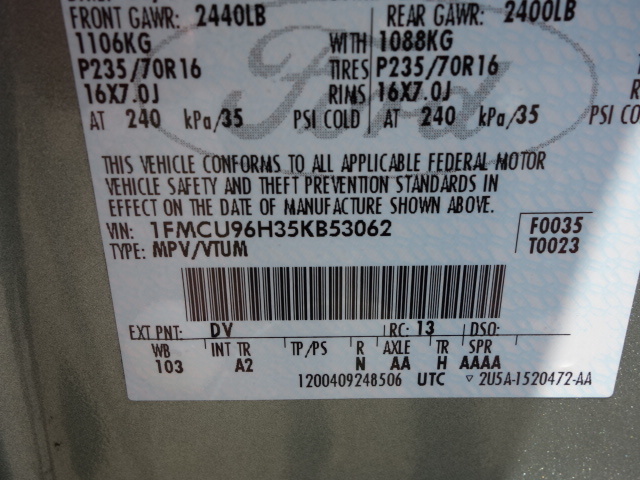 FRONT GAWR: 2440LB REAR GAWR: 2400LB
1106KG WITH 1088KG
P235/70R16 TIRES P235/70R16
16X7.0J RIMS 16X7.0J
AT 240 kPa/35 PSI COLD AT 240 kPa/35 PSI CO
Ford
THIS VEHICLE CONFORMS TO ALL APPLICABLE FEDERAL MOTOR
VEHICLE SAFETY AND THEFT PREVENTION STANDARDS IN
EFFECT ON THE DATE OF MANUFACTURE SHOWN ABOVE.
VIN: 1FMCU96H35KB53062 F0035
TYPE: MPV/VTUM T0023
EXT PNT: DV RC: 13 DSO:
WB INT TR TP/PS R AXLE TR SPR
103 A2 N AA H AAAA
1200409248506 UTC 2U5A-1520472-AA